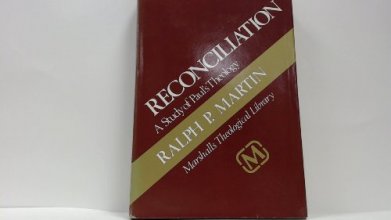 RECONCILIATION
A Study of Paul's Theology
RALPH P. MARTIN
Marshalls Theological Library
M